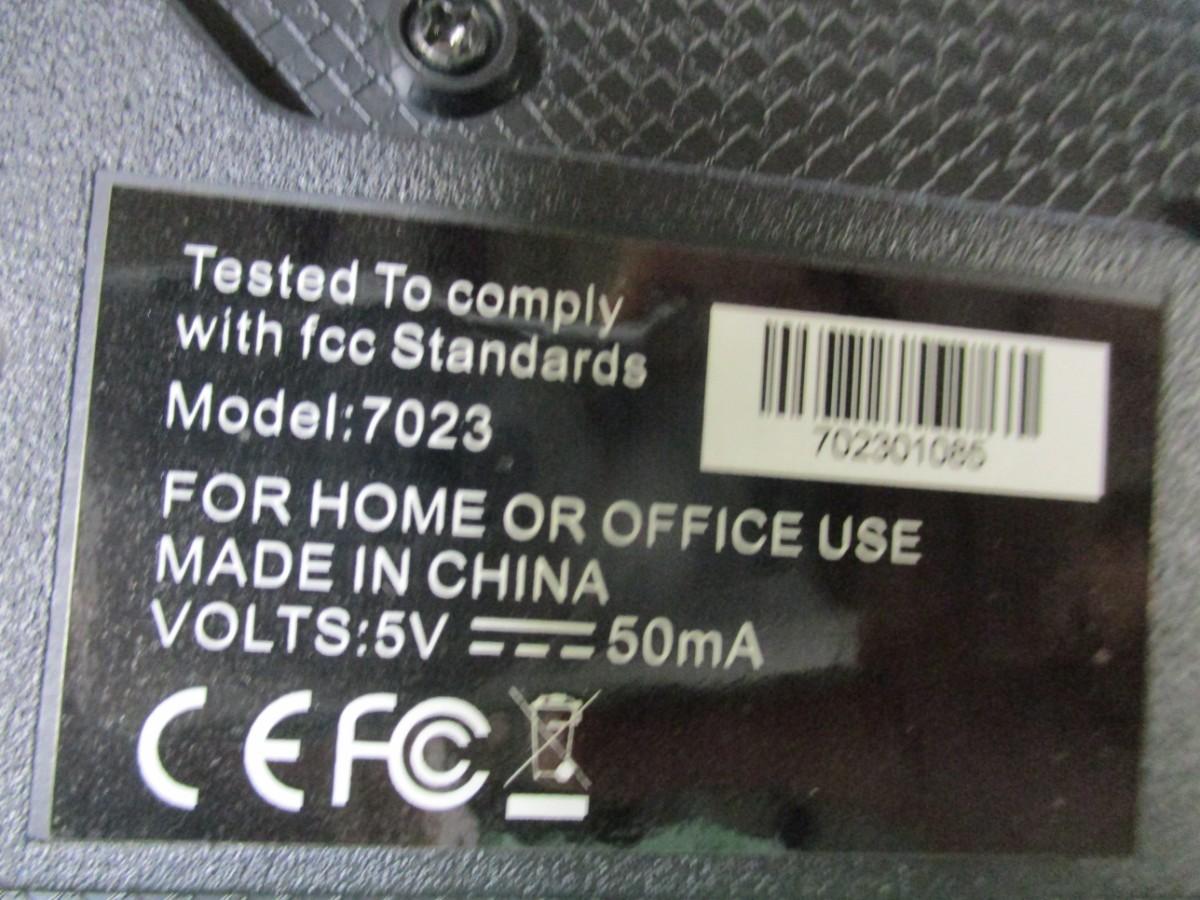 Tested To comply
with fcc Standards
Model:7023
702301085
FOR HOME OR OFFICE USE
MADE IN CHINA
VOLTS:5V 50mA
CE FC